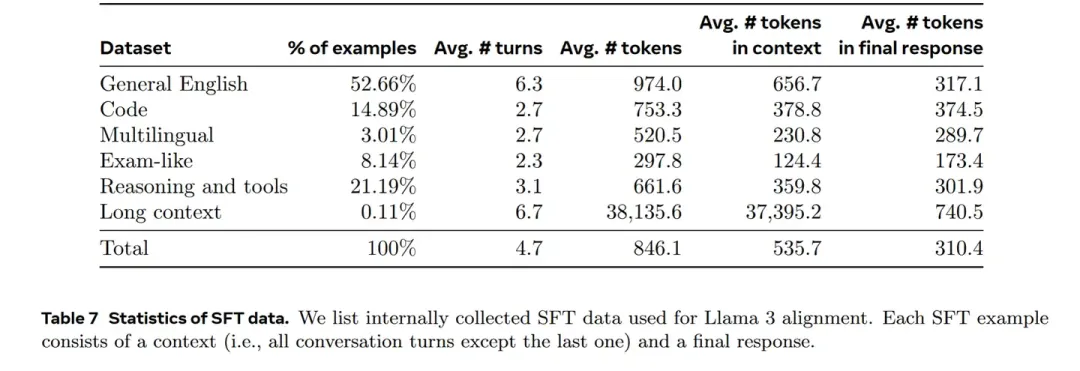 Avg. # tokens Avg. # tokens
Dataset % of examples Avg. # turns Avg. # tokens in context in final response
General English 52.66% 6.3 974.0 656.7 317.1
Code 14.89% 2.7 753.3 378.8 374.5
Multilingual 3.01% 2.7 520.5 230.8 289.7
Exam-like 8.14% 2.3 297.8 124.4 173.4
Reasoning and tools 21.19% 3.1 661.6 359.8 301.9
Long context 0.11% 6.7 38,135.6 37,395.2 740.5
Total 100% 4.7 846.1 535.7 310.4
Table 7 Statistics of SFT data. We list internally collected SFT data used for Llama 3 alignment. Each SFT example
consists of a context (i.e., all conversation turns except the last one) and a final response.